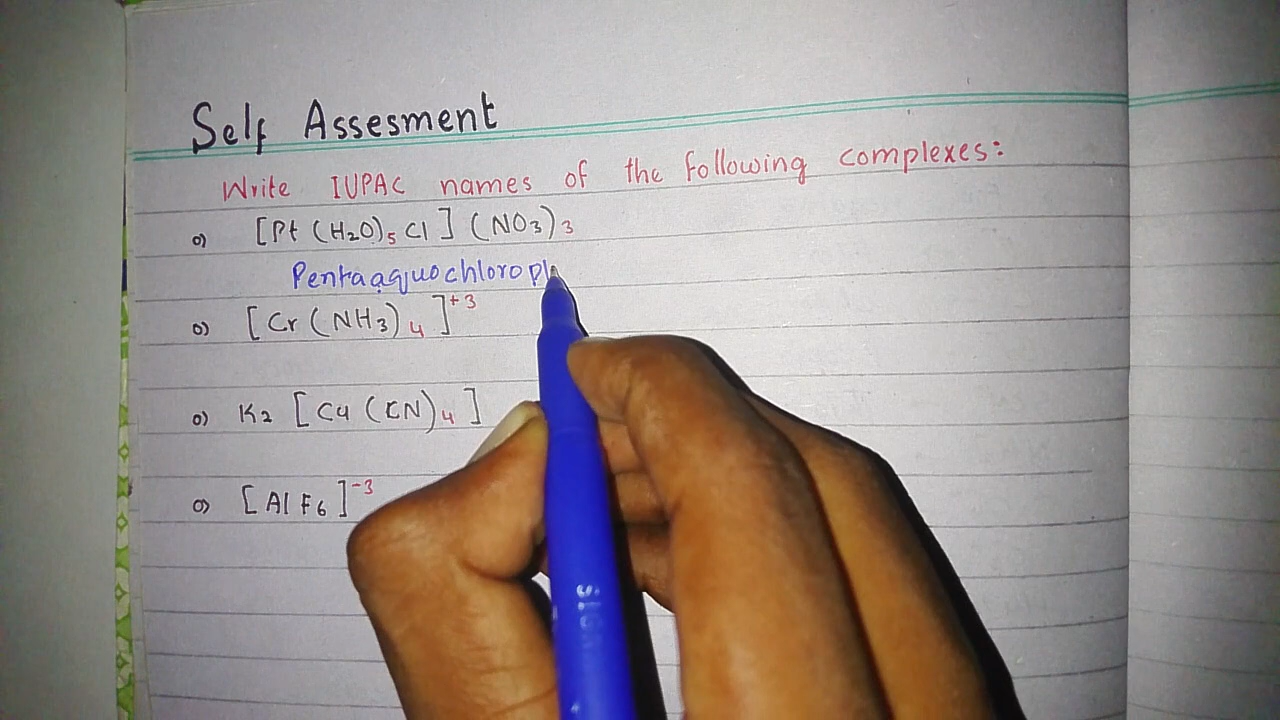 Self Assesment
Write IUPAC names of the following complexes:
o) [Pt (H2O)5 Cl] (NO3)3
Pentaaquochloropl
o) [Cr (NH3)4]+3
o) K2 [Cu (CN)4]
o) [Al F6]-3